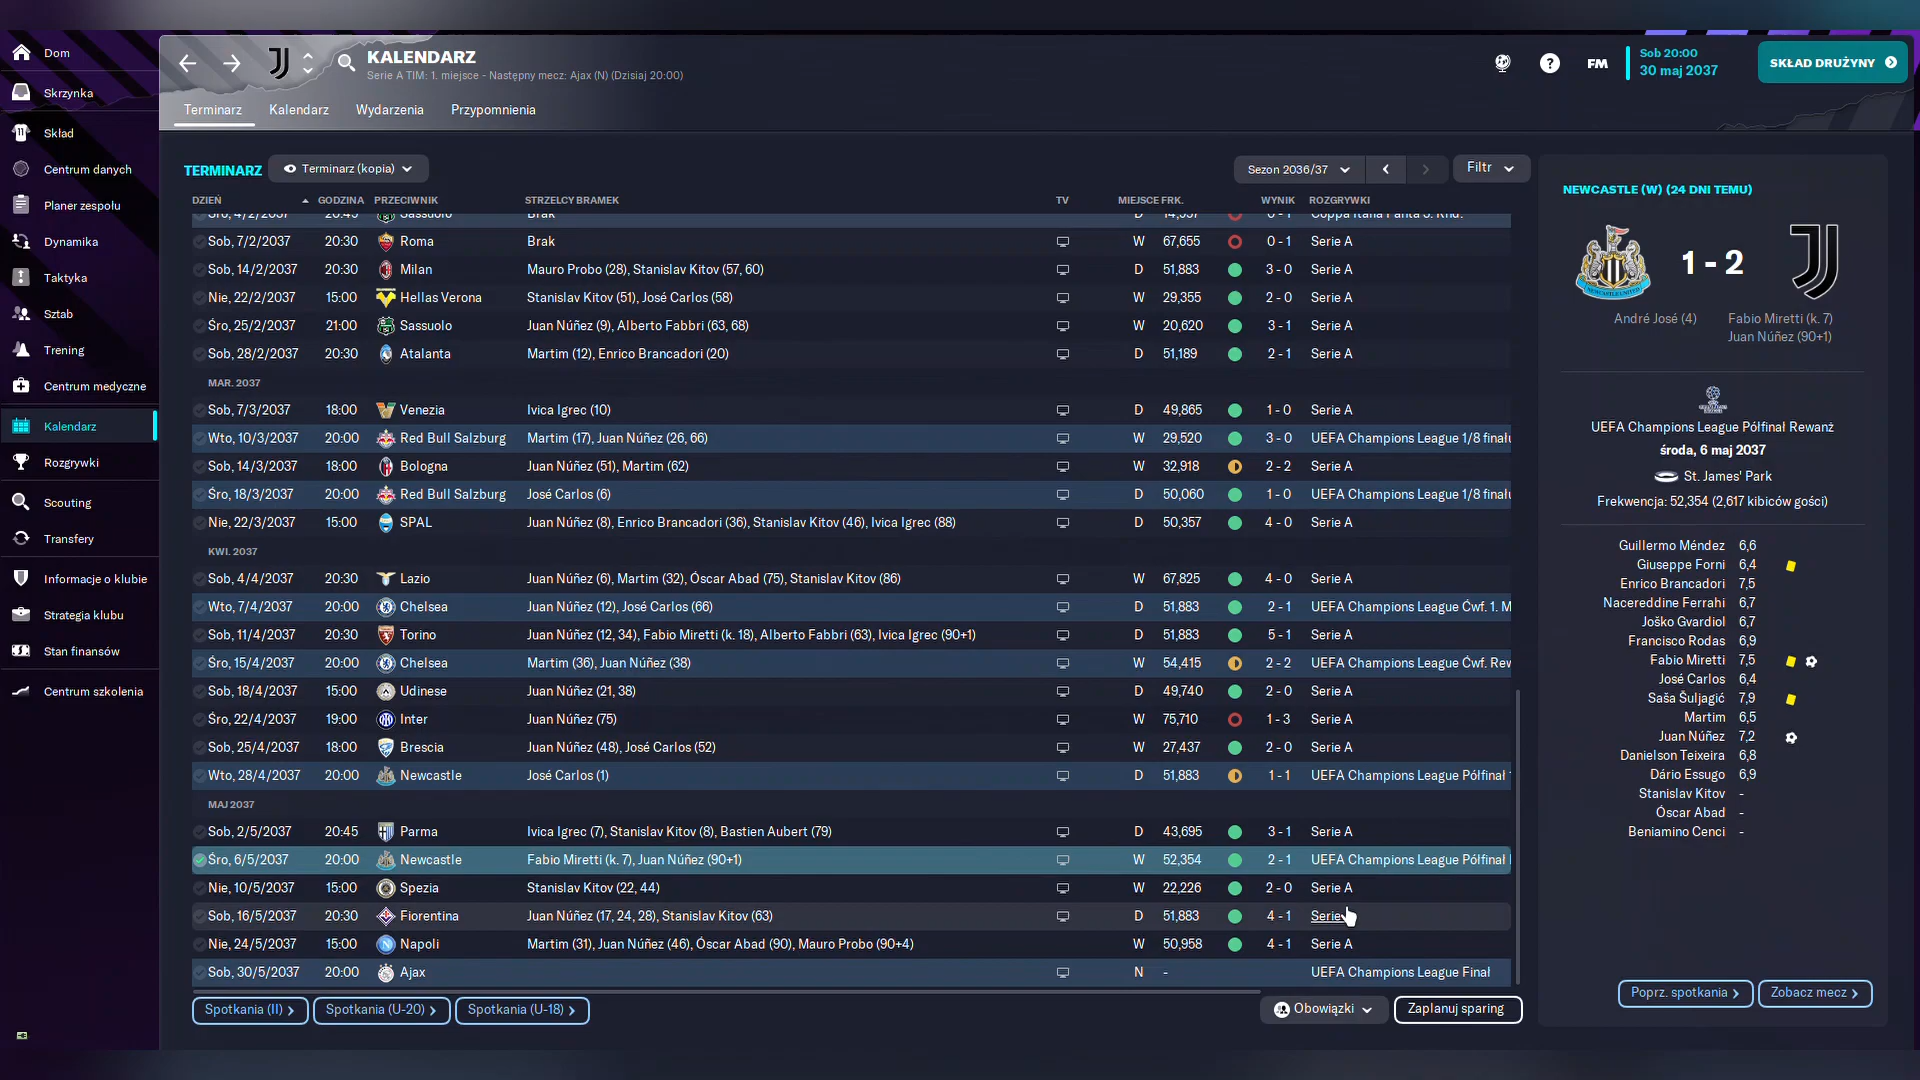 Dom
Skrzynka
Skład
Centrum danych
Planer zespołu
Dynamika
Taktyka
Sztab
Trening
Centrum medyczne
Kalendarz
Rozgrywki
Scouting
Transfery
Informacje o klubie
Strategia klubu
Stan finansów
Centrum szkolenia
KALENDARZ
Serie A TIM: 1. miejsce - Następny mecz: Ajax (N) (Dzisiaj 20:00)
FM
Sob 20:00
30 maj 2037
SKŁAD DRUŻYNY
Terminarz Kalendarz Wydarzenia Przypomnienia
TERMINARZ Terminarz (kopia) Sezon 2036/37 Filtr
DZIEŃ GODZINA PRZECIWNIK STRZELCY BRAMEK TV MIEJSCE FRK. WYNIK ROZGRYWKI
Śro, 4/2/2037 20:45 Sassuolo Brak D 14,597 0 - 1 Coppa Italia Fanta 5. Rnd.
Sob, 7/2/2037 20:30 Roma Brak W 67,655 0 - 1 Serie A
Sob, 14/2/2037 20:30 Milan Mauro Probo (28), Stanislav Kitov (57, 60) D 51,883 3 - 0 Serie A
Nie, 22/2/2037 15:00 Hellas Verona Stanislav Kitov (51), José Carlos (58) W 29,355 2 - 0 Serie A
Śro, 25/2/2037 21:00 Sassuolo Juan Núñez (9), Alberto Fabbri (63, 68) W 20,620 3 - 1 Serie A
Sob, 28/2/2037 20:30 Atalanta Martim (12), Enrico Brancadori (20) D 51,189 2 - 1 Serie A
MAR. 2037
Sob, 7/3/2037 18:00 Venezia Ivica Igrec (10) D 49,865 1 - 0 Serie A
Wto, 10/3/2037 20:00 Red Bull Salzburg Martim (17), Juan Núñez (26, 66) W 29,520 3 - 0 UEFA Champions League 1/8 finału
Sob, 14/3/2037 18:00 Bologna Juan Núñez (51), Martim (62) W 32,918 2 - 2 Serie A
Śro, 18/3/2037 20:00 Red Bull Salzburg José Carlos (6) D 50,060 1 - 0 UEFA Champions League 1/8 finału
Nie, 22/3/2037 15:00 SPAL Juan Núñez (8), Enrico Brancadori (36), Stanislav Kitov (46), Ivica Igrec (88) D 50,357 4 - 0 Serie A
KWI. 2037
Sob, 4/4/2037 20:30 Lazio Juan Núñez (6), Martim (32), Óscar Abad (75), Stanislav Kitov (86) W 67,825 4 - 0 Serie A
Wto, 7/4/2037 20:00 Chelsea Juan Núñez (12), José Carlos (66) D 51,883 2 - 1 UEFA Champions League Ćwf. 1. M
Sob, 11/4/2037 20:30 Torino Juan Núñez (12, 34), Fabio Miretti (k. 18), Alberto Fabbri (63), Ivica Igrec (90+1) D 51,883 5 - 1 Serie A
Śro, 15/4/2037 20:00 Chelsea Martim (36), Juan Núñez (38) W 54,415 2 - 2 UEFA Champions League Ćwf. Rew
Sob, 18/4/2037 15:00 Udinese Juan Núñez (21, 38) D 49,740 2 - 0 Serie A
Śro, 22/4/2037 19:00 Inter Juan Núñez (75) W 75,710 1 - 3 Serie A
Sob, 25/4/2037 18:00 Brescia Juan Núñez (48), José Carlos (52) W 27,437 2 - 0 Serie A
Wto, 28/4/2037 20:00 Newcastle José Carlos (1) D 51,883 1 - 1 UEFA Champions League Półfinał
MAJ 2037
Sob, 2/5/2037 20:45 Parma Ivica Igrec (7), Stanislav Kitov (8), Bastien Aubert (79) D 43,695 3 - 1 Serie A
Śro, 6/5/2037 20:00 Newcastle Fabio Miretti (k. 7), Juan Núñez (90+1) W 52,354 2 - 1 UEFA Champions League Półfinał
Nie, 10/5/2037 15:00 Spezia Stanislav Kitov (22, 44) W 22,226 2 - 0 Serie A
Sob, 16/5/2037 20:30 Fiorentina Juan Núñez (17, 24, 28), Stanislav Kitov (63) D 51,883 4 - 1 Serie
Nie, 24/5/2037 15:00 Napoli Martim (31), Juan Núñez (46), Óscar Abad (90), Mauro Probo (90+4) W 50,958 4 - 1 Serie A
Sob, 30/5/2037 20:00 Ajax N - UEFA Champions League Finał
Spotkania (II) Spotkania (U-20) Spotkania (U-18) Obowiązki Zaplanuj sparing
NEWCASTLE (W) (24 DNI TEMU)
1 - 2
André José (4) Fabio Miretti (k. 7)
Juan Núñez (90+1)
UEFA Champions League Półfinał Rewanż
środa, 6 maj 2037
St. James' Park
Frekwencja: 52,354 (2,617 kibiców gości)
Guillermo Méndez 6,6
Giuseppe Forni 6,4
Enrico Brancadori 7,5
Nacereddine Ferrahi 6,7
Joško Gvardiol 6,7
Francisco Rodas 6,9
Fabio Miretti 7,5
José Carlos 6,4
Saša Šuljagić 7,9
Martim 6,5
Juan Núñez 7,2
Danielson Teixeira 6,8
Dário Essugo 6,9
Stanislav Kitov -
Óscar Abad -
Beniamino Cenci -
Poprz. spotkania Zobacz mecz